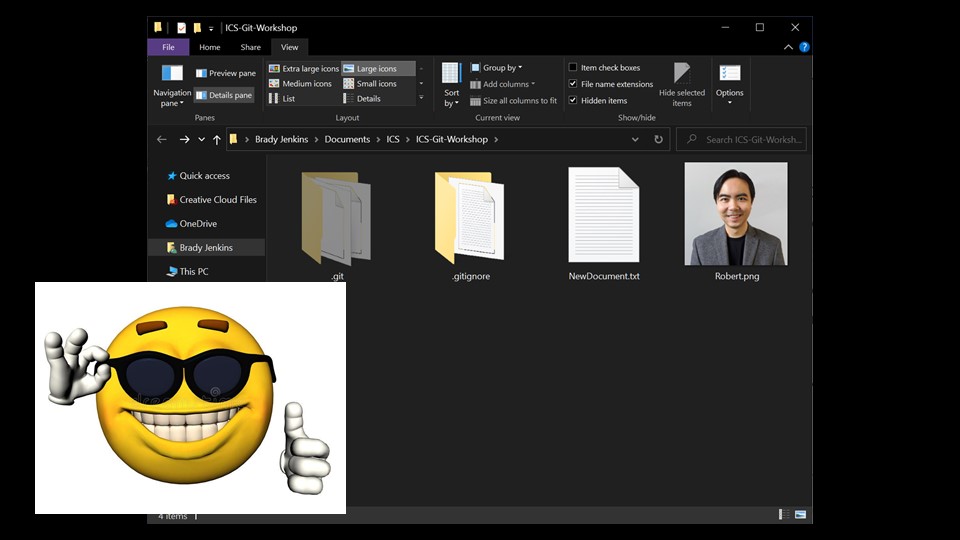 ICS-Git-Workshop
File Home Share View
Navigation pane
Preview pane
Details pane
Panes
Extra large icons Large icons
Medium icons Small icons
List Details
Layout
Sort by
Group by
Add columns
Size all columns to fit
Current view
Item check boxes
File name extensions
Hidden items
Hide selected items
Show/hide
Options
Brady Jenkins > Documents > ICS > ICS-Git-Workshop >
Search ICS-Git-Worksh...
Quick access
Creative Cloud Files
OneDrive
Brady Jenkins
This PC
.git
.gitignore
NewDocument.txt
Robert.png
4 items